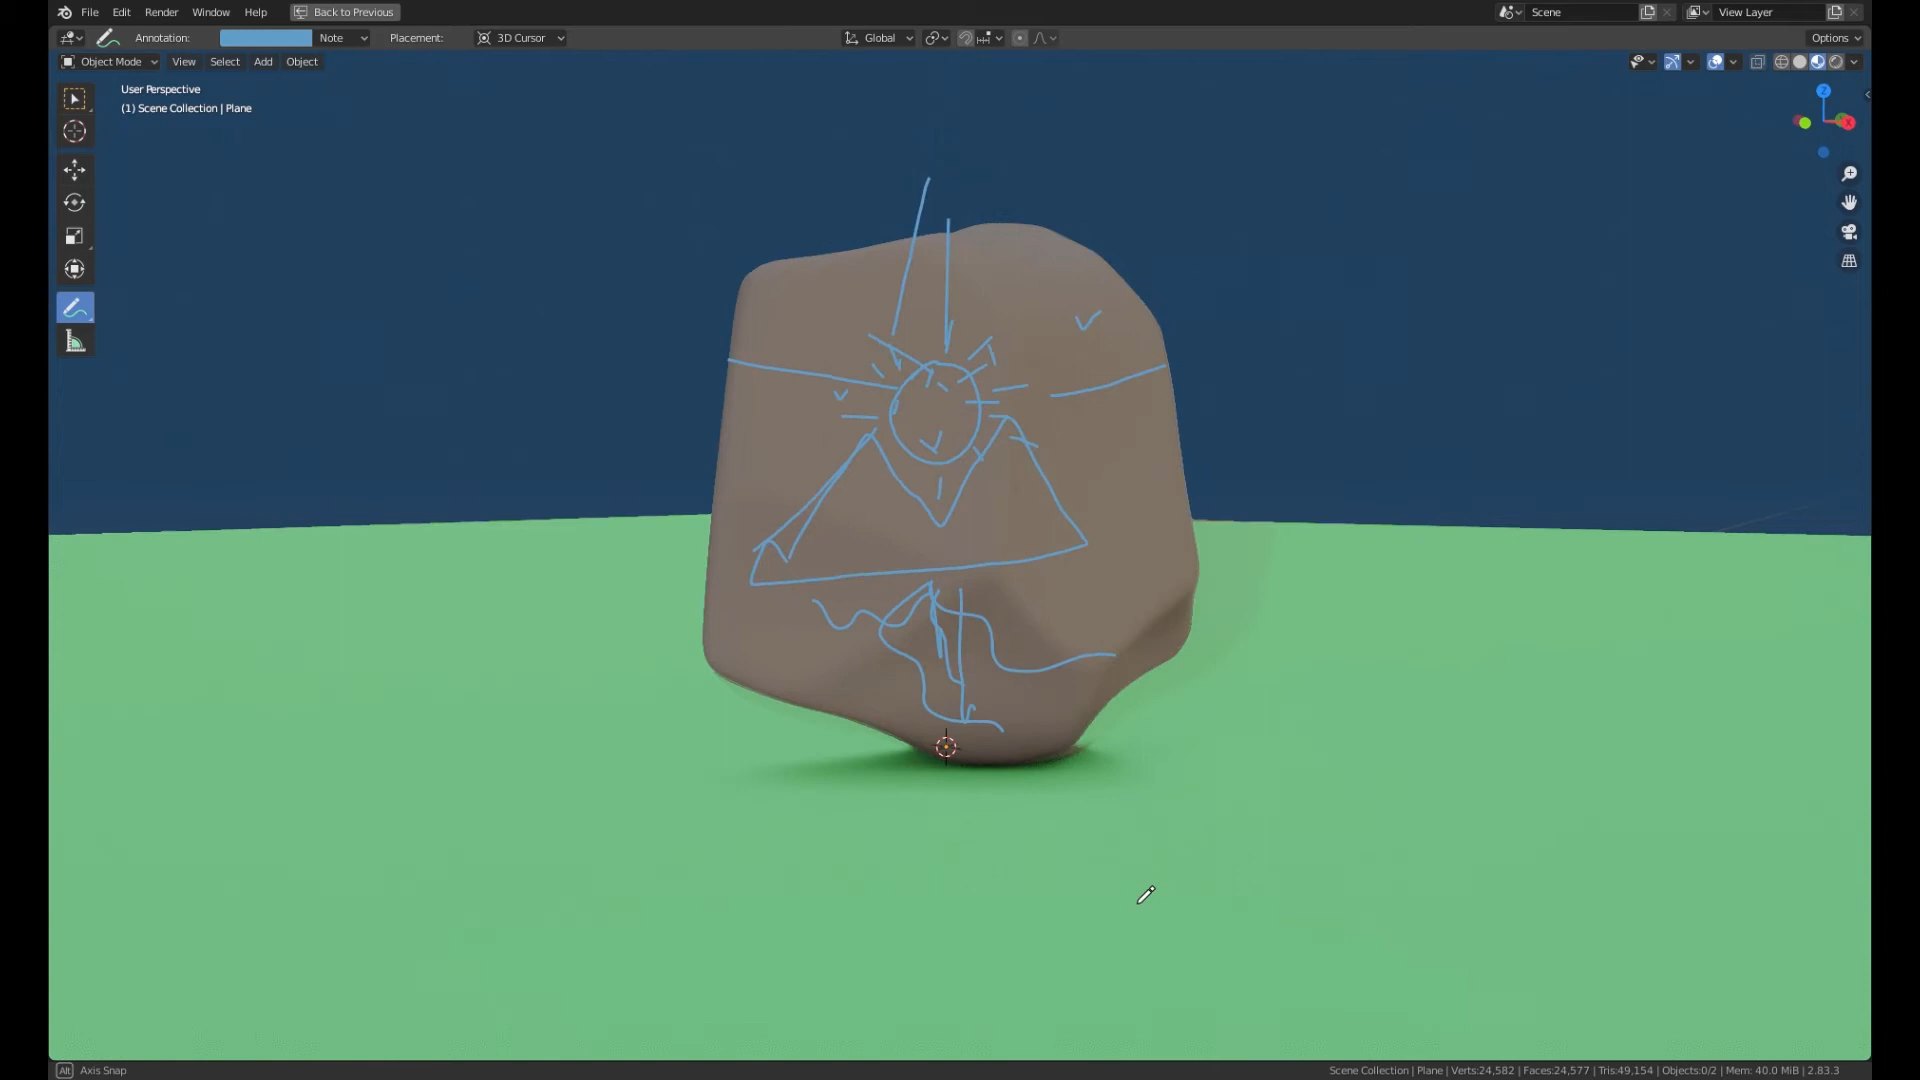 File Edit Render Window Help Back to Previous Scene View Layer
Annotation: Note Placement: 3D Cursor Global Options
Object Mode View Select Add Object
User Perspective
(1) Scene Collection | Plane
Z
X
Alt Axis Snap Scene Collection | Plane | Verts:24,582 | Faces:24,577 | Tris:49,154 | Objects:0/2 | Mem: 40.0 MiB | 2.83.3